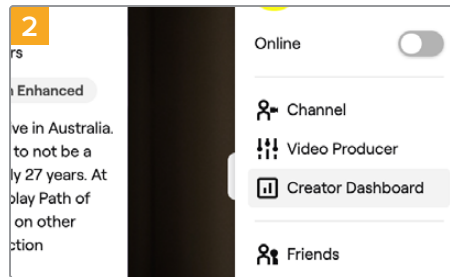 2
rs
Enhanced
ve in Australia.
to not be a
ly 27 years. At
play Path of
on other
ction
Online
Channel
Video Producer
Creator Dashboard
Friends